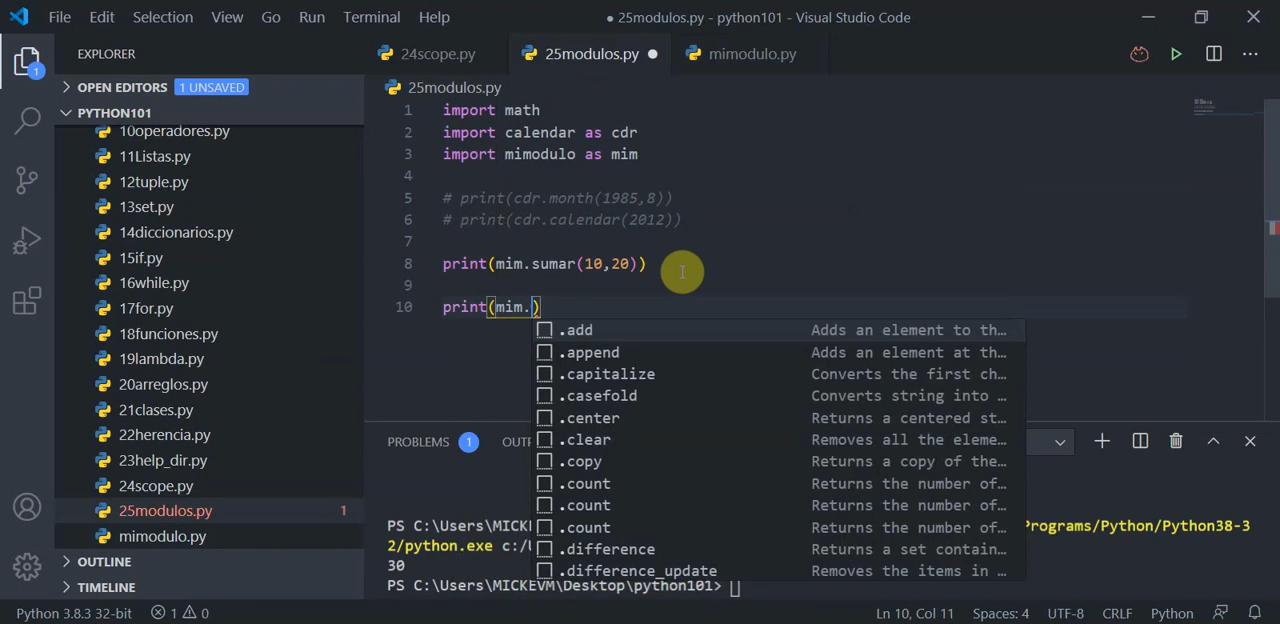 File Edit Selection View Go Run Terminal Help
● 25modulos.py - python101 - Visual Studio Code
EXPLORER
OPEN EDITORS 1 UNSAVED
PYTHON101
10operadores.py
11Listas.py
12tuple.py
13set.py
14diccionarios.py
15if.py
16while.py
17for.py
18funciones.py
19lambda.py
20arreglos.py
21clases.py
22herencia.py
23help_dir.py
24scope.py
25modulos.py 1
mimodulo.py
OUTLINE
TIMELINE
24scope.py 25modulos.py ● mimodulo.py
25modulos.py
1 import math
2 import calendar as cdr
3 import mimodulo as mim
4
5 # print(cdr.month(1985,8))
6 # print(cdr.calendar(2012))
7
8 print(mim.sumar(10,20))
9
10 print(mim.)
.add Adds an element to th…
.append Adds an element at th…
.capitalize Converts the first ch…
.casefold Converts string into …
.center Returns a centered st…
.clear Removes all the eleme…
.copy Returns a copy of the…
.count Returns the number of…
.count Returns the number of…
.count Returns the number of…
.difference Returns a set contain…
.difference_update Removes the items in …
PROBLEMS 1 OUTP
PS C:\Users\MICKEV Programs/Python/Python38-3
2/python.exe c:/U
30
PS C:\Users\MICKEVM\Desktop\python101>
Python 3.8.3 32-bit 1 0 Ln 10, Col 11 Spaces: 4 UTF-8 CRLF Python
1